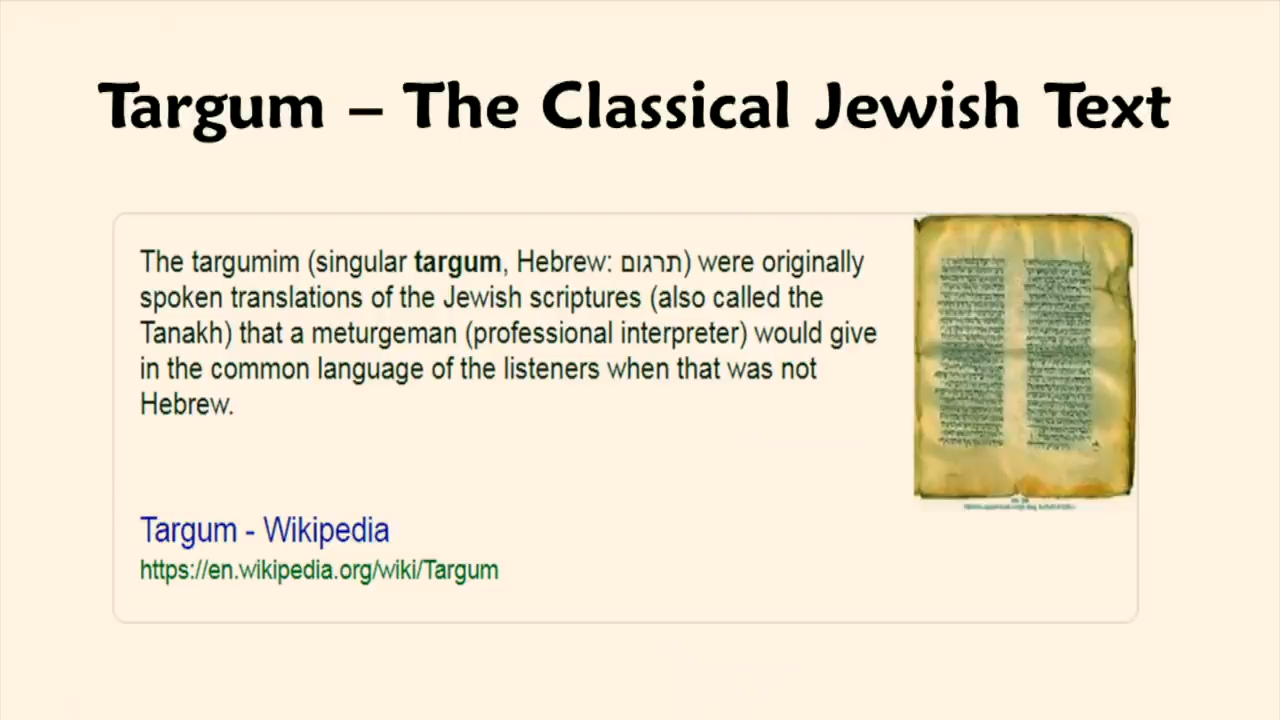 Targum – The Classical Jewish Text
The targumim (singular targum, Hebrew: תרגום) were originally
spoken translations of the Jewish scriptures (also called the
Tanakh) that a meturgeman (professional interpreter) would give
in the common language of the listeners when that was not
Hebrew.
Targum - Wikipedia
https://en.wikipedia.org/wiki/Targum